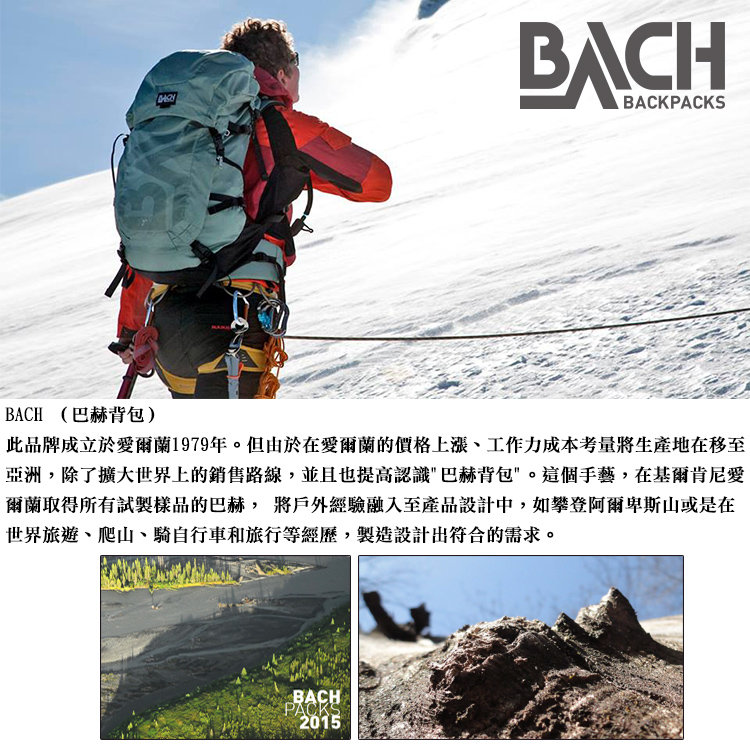 BACH
BACKPACKS
BACH
BACH (巴赫背包)
此品牌成立於愛爾蘭1979年。但由於在愛爾蘭的價格上漲、工作力成本考量將生產地在移至
亞洲，除了擴大世界上的銷售路線，並且也提高認識"巴赫背包"。這個手藝，在基爾肯尼愛
爾蘭取得所有試製樣品的巴赫， 將戶外經驗融入至產品設計中，如攀登阿爾卑斯山或是在
世界旅遊、爬山、騎自行車和旅行等經歷，製造設計出符合的需求。
BACH
PACKS
2015